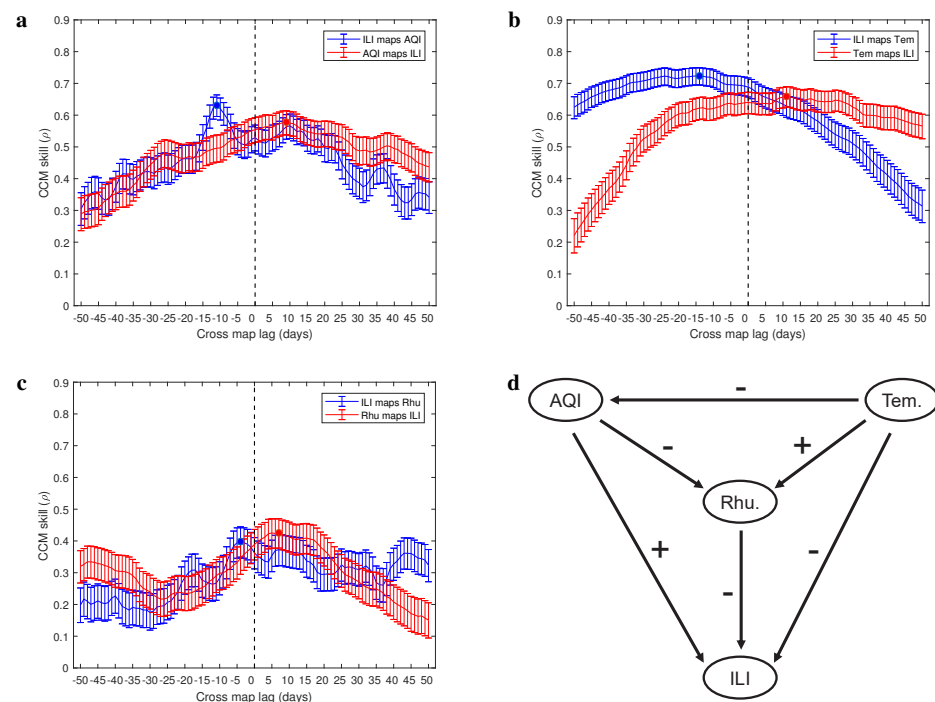 a
ILI maps AQI
AQI maps ILI
0.9
0.8
0.7
0.6
0.5
0.4
0.3
0.2
0.1
0
CCM skill (ρ)
-50 -45 -40 -35 -30 -25 -20 -15 -10 -5 0 5 10 15 20 25 30 35 40 45 50
Cross map lag (days)
b
ILI maps Tem
Tem maps ILI
0.9
0.8
0.7
0.6
0.5
0.4
0.3
0.2
0.1
0
CCM skill (ρ)
-50 -45 -40 -35 -30 -25 -20 -15 -10 -5 0 5 10 15 20 25 30 35 40 45 50
Cross map lag (days)
c
ILI maps Rhu
Rhu maps ILI
0.9
0.8
0.7
0.6
0.5
0.4
0.3
0.2
0.1
0
CCM skill (ρ)
-50 -45 -40 -35 -30 -25 -20 -15 -10 -5 0 5 10 15 20 25 30 35 40 45 50
Cross map lag (days)
d
AQI
-
Tem.
-
+
Rhu.
+
-
-
ILI